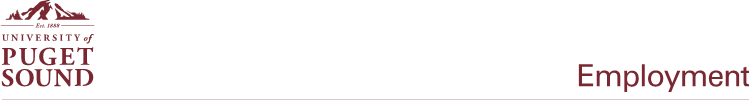 Est. 1888
UNIVERSITY of
PUGET
SOUND
Employment